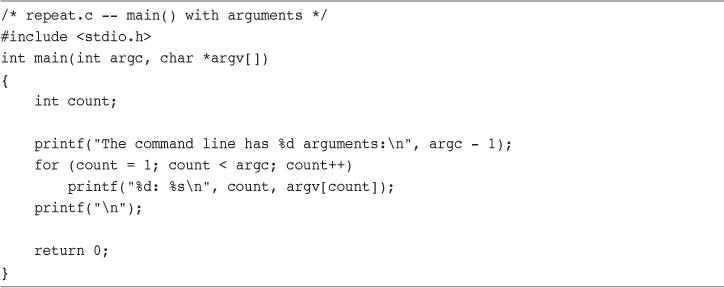 /* repeat.c -- main() with arguments */
#include <stdio.h>
int main(int argc, char *argv[])
{
    int count;

    printf("The command line has %d arguments:\n", argc - 1);
    for (count = 1; count < argc; count++)
        printf("%d: %s\n", count, argv[count]);
    printf("\n");

    return 0;
}